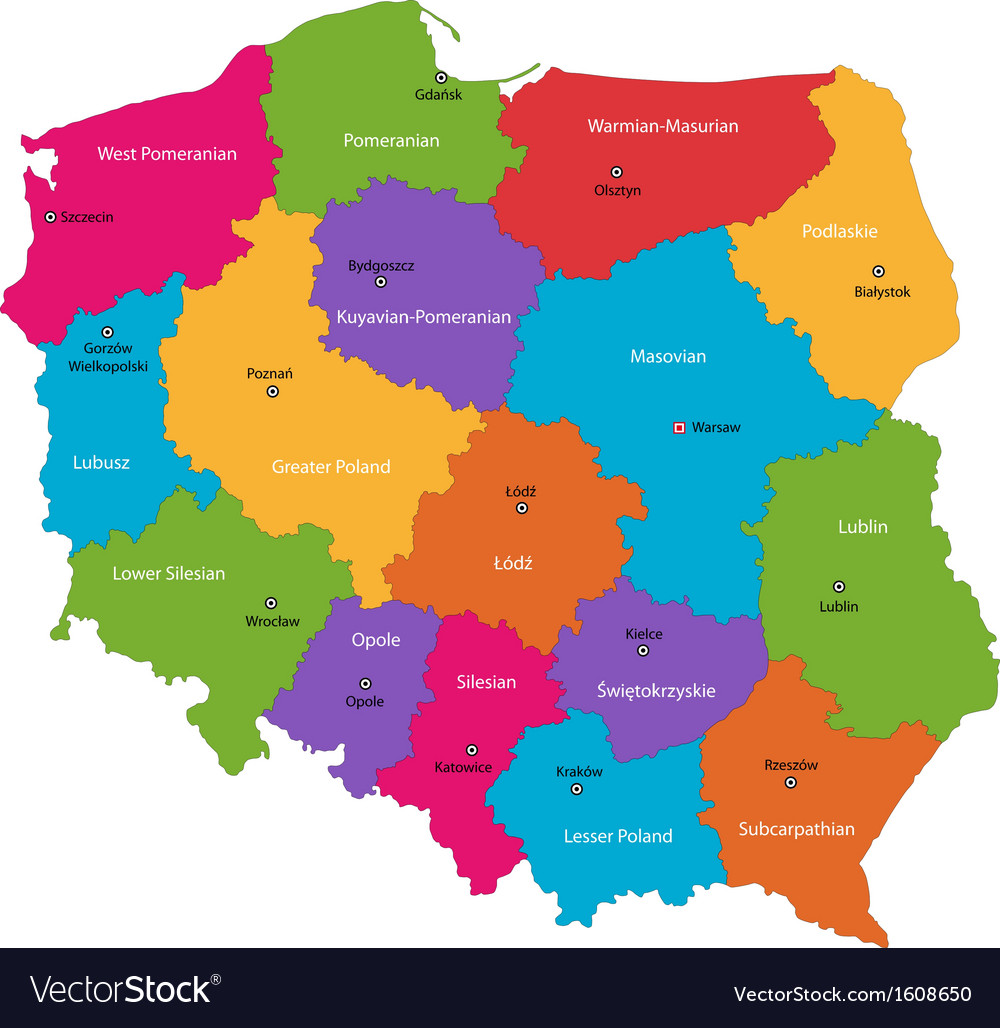 Gdańsk
Pomeranian
Warmian-Masurian
Olsztyn
West Pomeranian
Szczecin
Podlaskie
Białystok
Bydgoszcz
Kuyavian-Pomeranian
Gorzów
Wielkopolski
Lubusz
Poznań
Greater Poland
Masovian
Warsaw
Łódź
Łódź
Lublin
Lublin
Lower Silesian
Wrocław
Opole
Opole
Silesian
Katowice
Kielce
Świętokrzyskie
Kraków
Lesser Poland
Rzeszów
Subcarpathian
VectorStock®
VectorStock.com/1608650